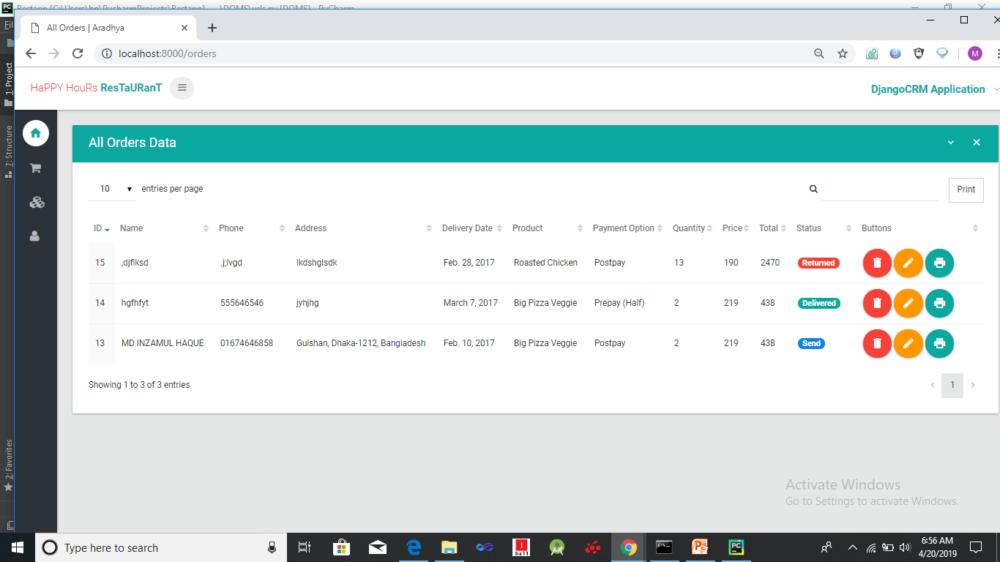 All Orders | Aradhya
localhost:8000/orders
M
HaPPY HouRs ResTaURanT
DjangoCRM Application
1: Project
7: Structure
2: Favorites
All Orders Data
10 entries per page
Print
ID Name Phone Address Delivery Date Product Payment Option Quantity Price Total Status Buttons
15 ,djflksd .j;lvgd lkdshglsdk Feb. 28, 2017 Roasted Chicken Postpay 13 190 2470 Returned
14 hgfhfyt 555646546 jyhjhg March 7, 2017 Big Pizza Veggie Prepay (Half) 2 219 438 Delivered
13 MD INZAMUL HAQUE 01674646858 Gulshan, Dhaka-1212, Bangladesh Feb. 10, 2017 Big Pizza Veggie Postpay 2 219 438 Send
Showing 1 to 3 of 3 entries
‹ 1 ›
Activate Windows
Go to Settings to activate Windows.
Type here to search
6:56 AM
4/20/2019